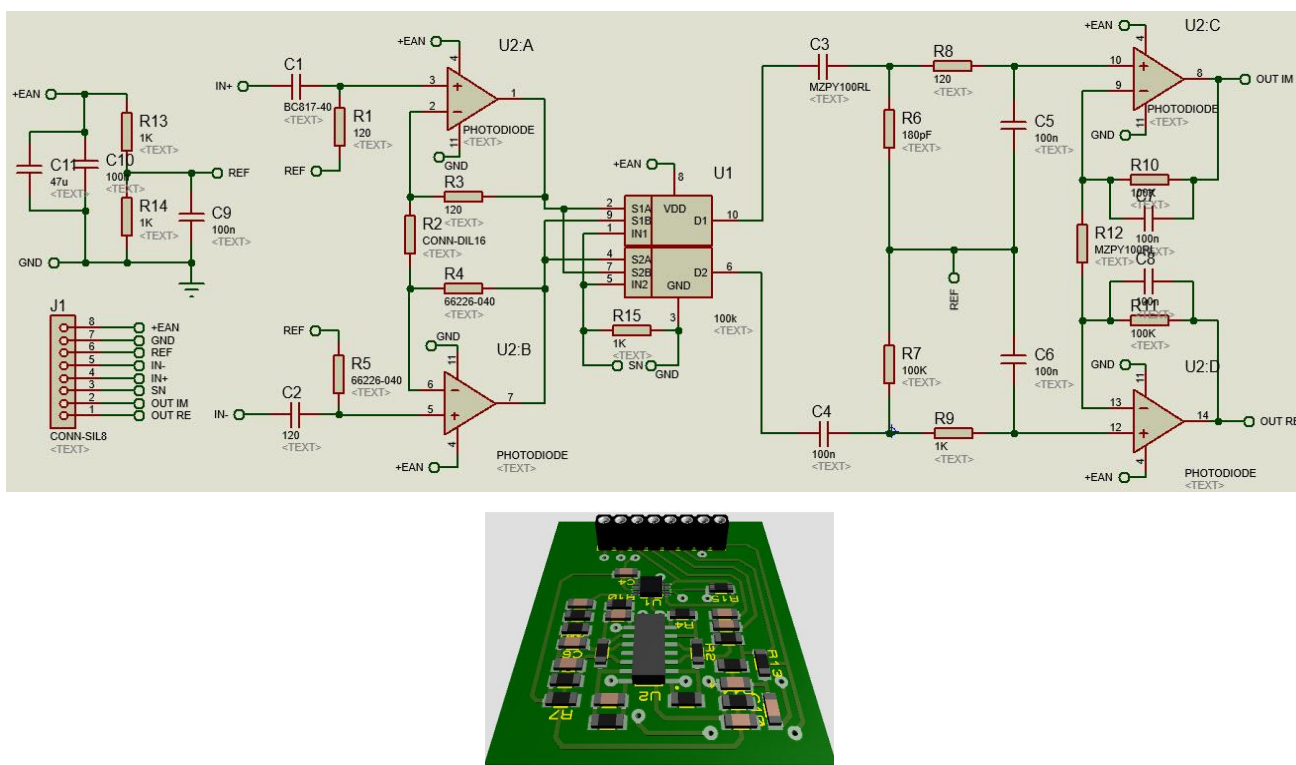 +EAN
C11
47u
<TEXT>
C10
100n
<TEXT>
R13
1K
<TEXT>
REF
R14
1K
<TEXT>
C9
100n
<TEXT>
GND
J1
8
+EAN
7
GND
6
REF
5
IN-
4
IN+
3
SN
2
OUT IM
1
OUT RE
CONN-SIL8
<TEXT>
IN+
C1
BC817-40
<TEXT>
R1
120
<TEXT>
REF
+EAN
U2:A
4
3
2
1
11
PHOTODIODE
<TEXT>
GND
R3
120
<TEXT>
R2
CONN-DIL16
<TEXT>
R4
66226-040
<TEXT>
REF
R5
66226-040
<TEXT>
IN-
C2
120
<TEXT>
GND
U2:B
11
6
5
7
4
+EAN
PHOTODIODE
<TEXT>
+EAN
8
U1
2
S1A
VDD
9
S1B
D1
10
1
IN1
4
S2A
7
S2B
D2
6
5
IN2
GND
3
100k
<TEXT>
R15
1K
<TEXT>
SN
GND
C3
MZPY100RL
<TEXT>
R8
120
<TEXT>
R6
180pF
<TEXT>
C5
100n
<TEXT>
REF
R7
100K
<TEXT>
C6
100n
<TEXT>
C4
100n
<TEXT>
R9
1K
<TEXT>
+EAN
U2:C
4
10
9
8
11
OUT IM
PHOTODIODE
<TEXT>
GND
R10
100K
C7
100n
<TEXT>
R12
MZPY100RL
<TEXT>
C8
100n
R11
100K
<TEXT>
GND
U2:D
11
13
12
14
4
OUT RE
+EAN
PHOTODIODE
<TEXT>
C4
R16
U1
R15
R4
C6
R2
R13
U2
R7